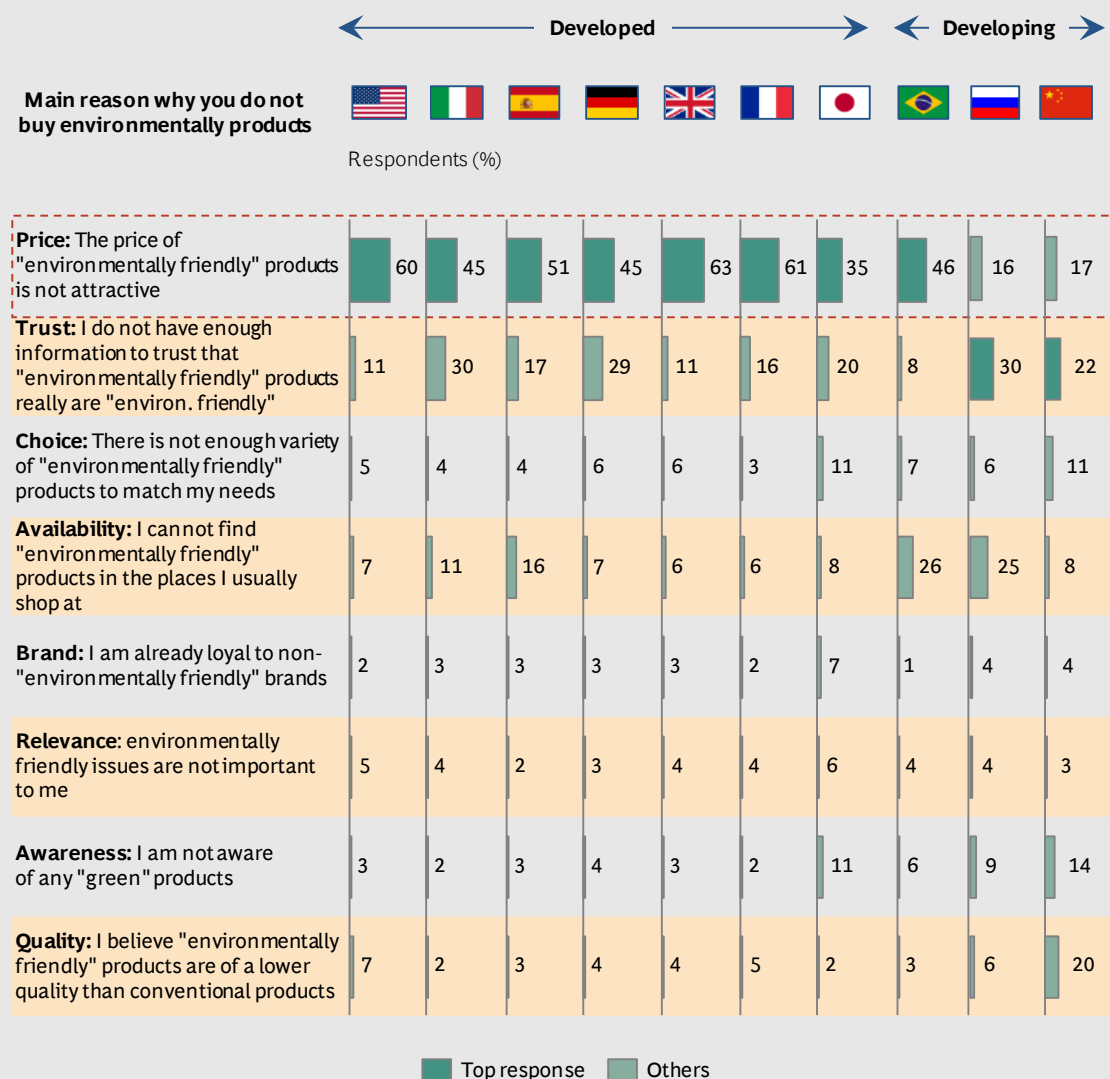 Developed
Developing
Main reason why you do not
buy environmentally products
Respondents (%)
Price: The price of
"environmentally friendly" products
is not attractive
60 45 51 45 63 61 35 46 16 17
Trust: I do not have enough
information to trust that
"environmentally friendly" products
really are "environ. friendly"
11 30 17 29 11 16 20 8 30 22
Choice: There is not enough variety
of "environmentally friendly"
products to match my needs
5 4 4 6 6 3 11 7 6 11
Availability: I cannot find
"environmentally friendly"
products in the places I usually
shop at
7 11 16 7 6 6 8 26 25 8
Brand: I am already loyal to non-
"environmentally friendly" brands
2 3 3 3 3 2 7 1 4 4
Relevance: environmentally
friendly issues are not important
to me
5 4 2 3 4 4 6 4 4 3
Awareness: I am not aware
of any "green" products
3 2 3 4 3 2 11 6 9 14
Quality: I believe "environmentally
friendly" products are of a lower
quality than conventional products
7 2 3 4 4 5 2 3 6 20
Top response Others